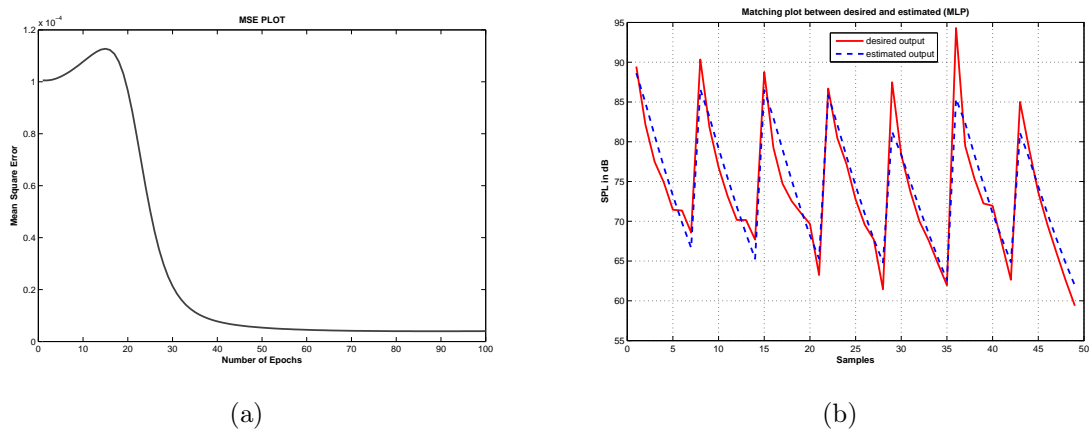 MSE PLOT
x 10^-4
1.2
1
0.8
0.6
0.4
0.2
0
0 10 20 30 40 50 60 70 80 90 100
Mean Square Error
Number of Epochs
(a)
Matching plot between desired and estimated (MLP)
desired output
estimated output
95
90
85
80
75
70
65
60
55
0 5 10 15 20 25 30 35 40 45 50
SPL in dB
Samples
(b)